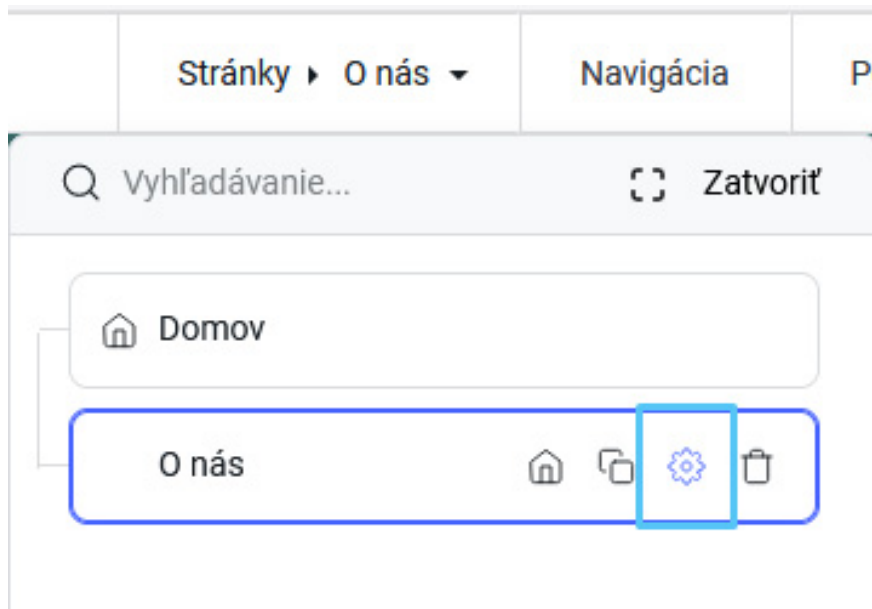 Stránky O nás Navigácia P
Vyhľadávanie... Zatvoriť
Domov
O nás